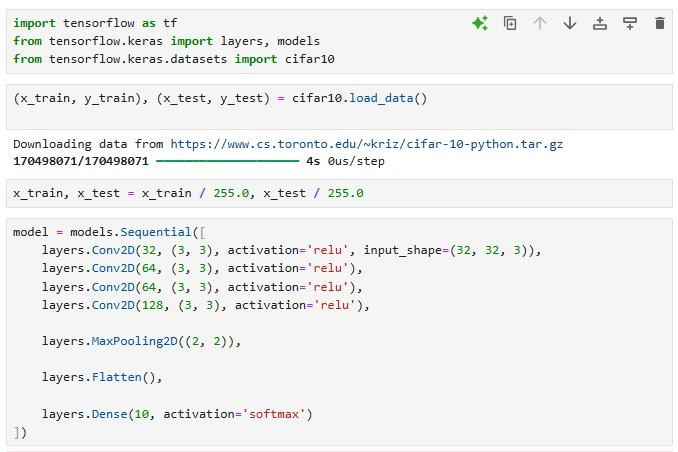 import tensorflow as tf
from tensorflow.keras import layers, models
from tensorflow.keras.datasets import cifar10
(x_train, y_train), (x_test, y_test) = cifar10.load_data()
Downloading data from https://www.cs.toronto.edu/~kriz/cifar-10-python.tar.gz
170498071/170498071 ━━━━━━━━━━━━━━━━━━━━ 4s 0us/step
x_train, x_test = x_train / 255.0, x_test / 255.0
model = models.Sequential([
    layers.Conv2D(32, (3, 3), activation='relu', input_shape=(32, 32, 3)),
    layers.Conv2D(64, (3, 3), activation='relu'),
    layers.Conv2D(64, (3, 3), activation='relu'),
    layers.Conv2D(128, (3, 3), activation='relu'),
    layers.MaxPooling2D((2, 2)),
    layers.Flatten(),
    layers.Dense(10, activation='softmax')
])